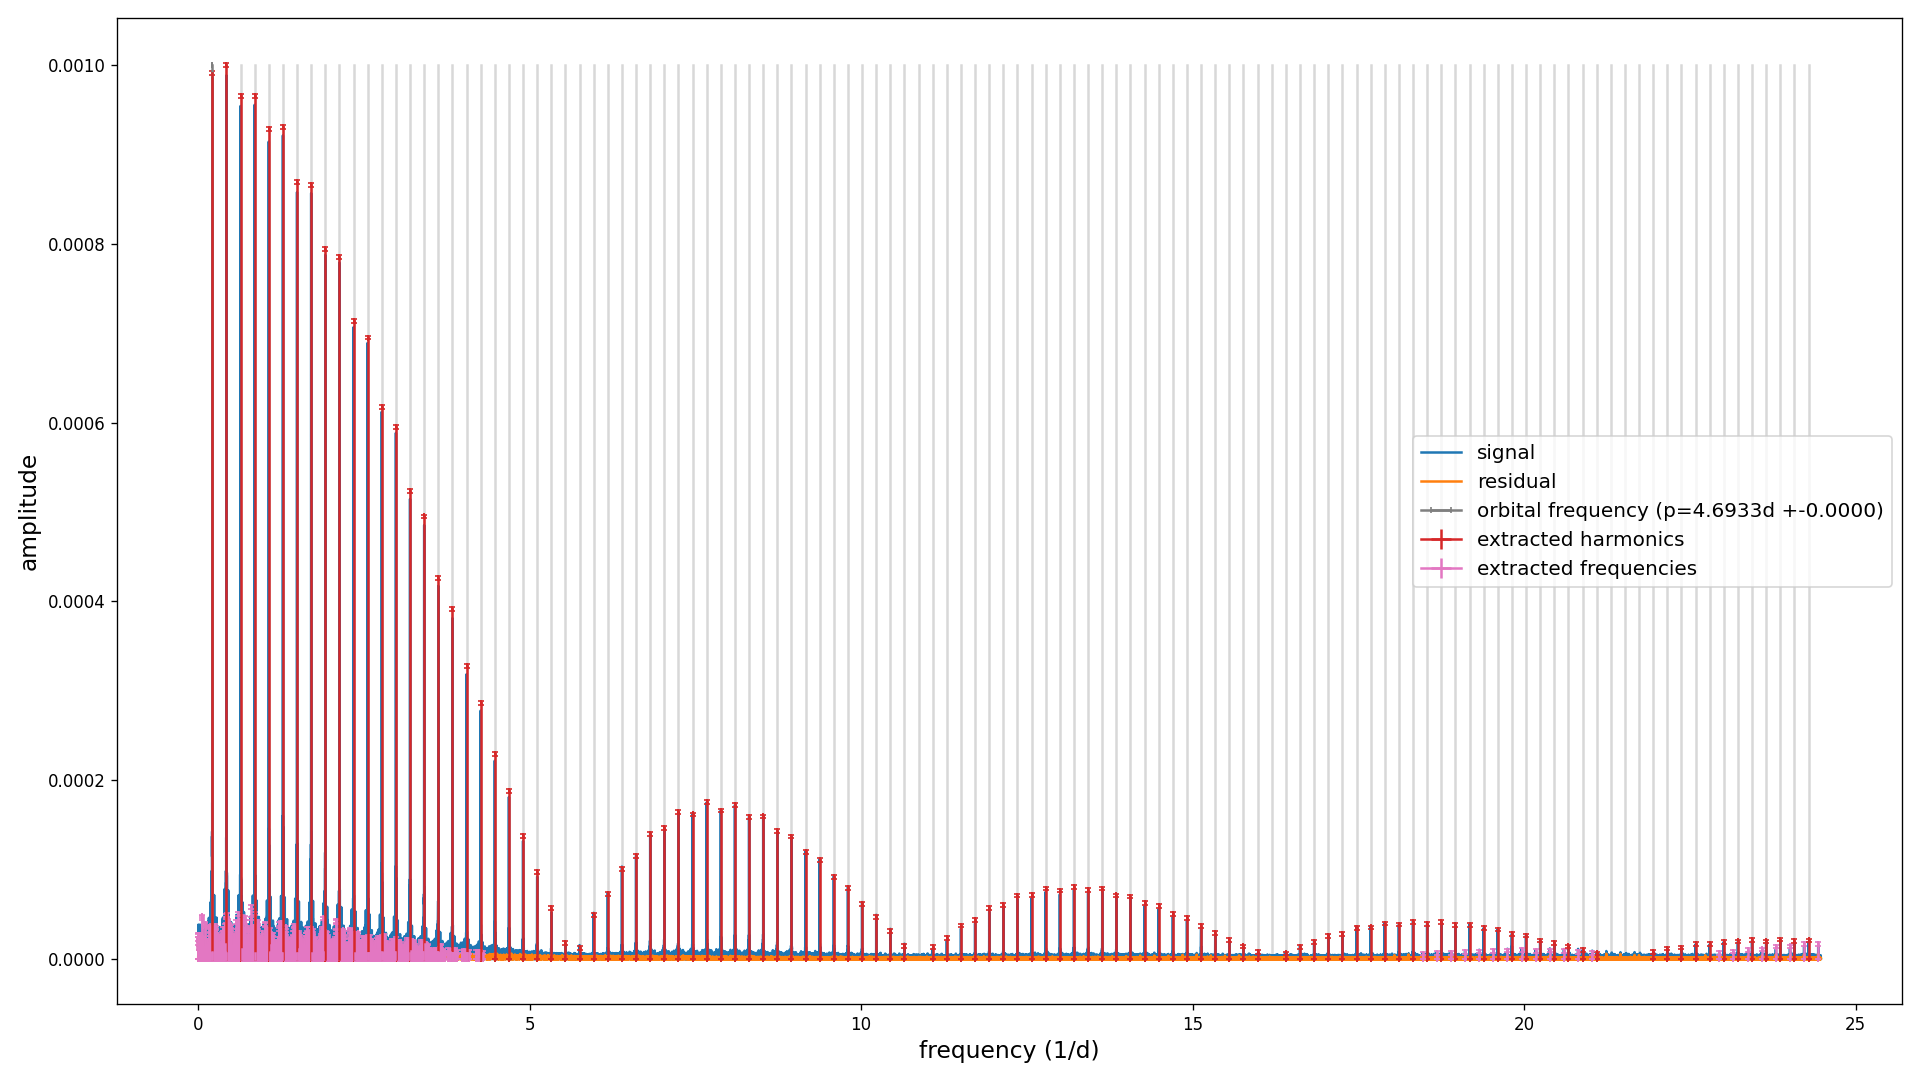 0.0010
0.0008
0.0006
0.0004
0.0002
0.0000
amplitude
signal
residual
orbital frequency (p=4.6933d +-0.0000)
extracted harmonics
extracted frequencies
0 5 10 15 20 25
frequency (1/d)